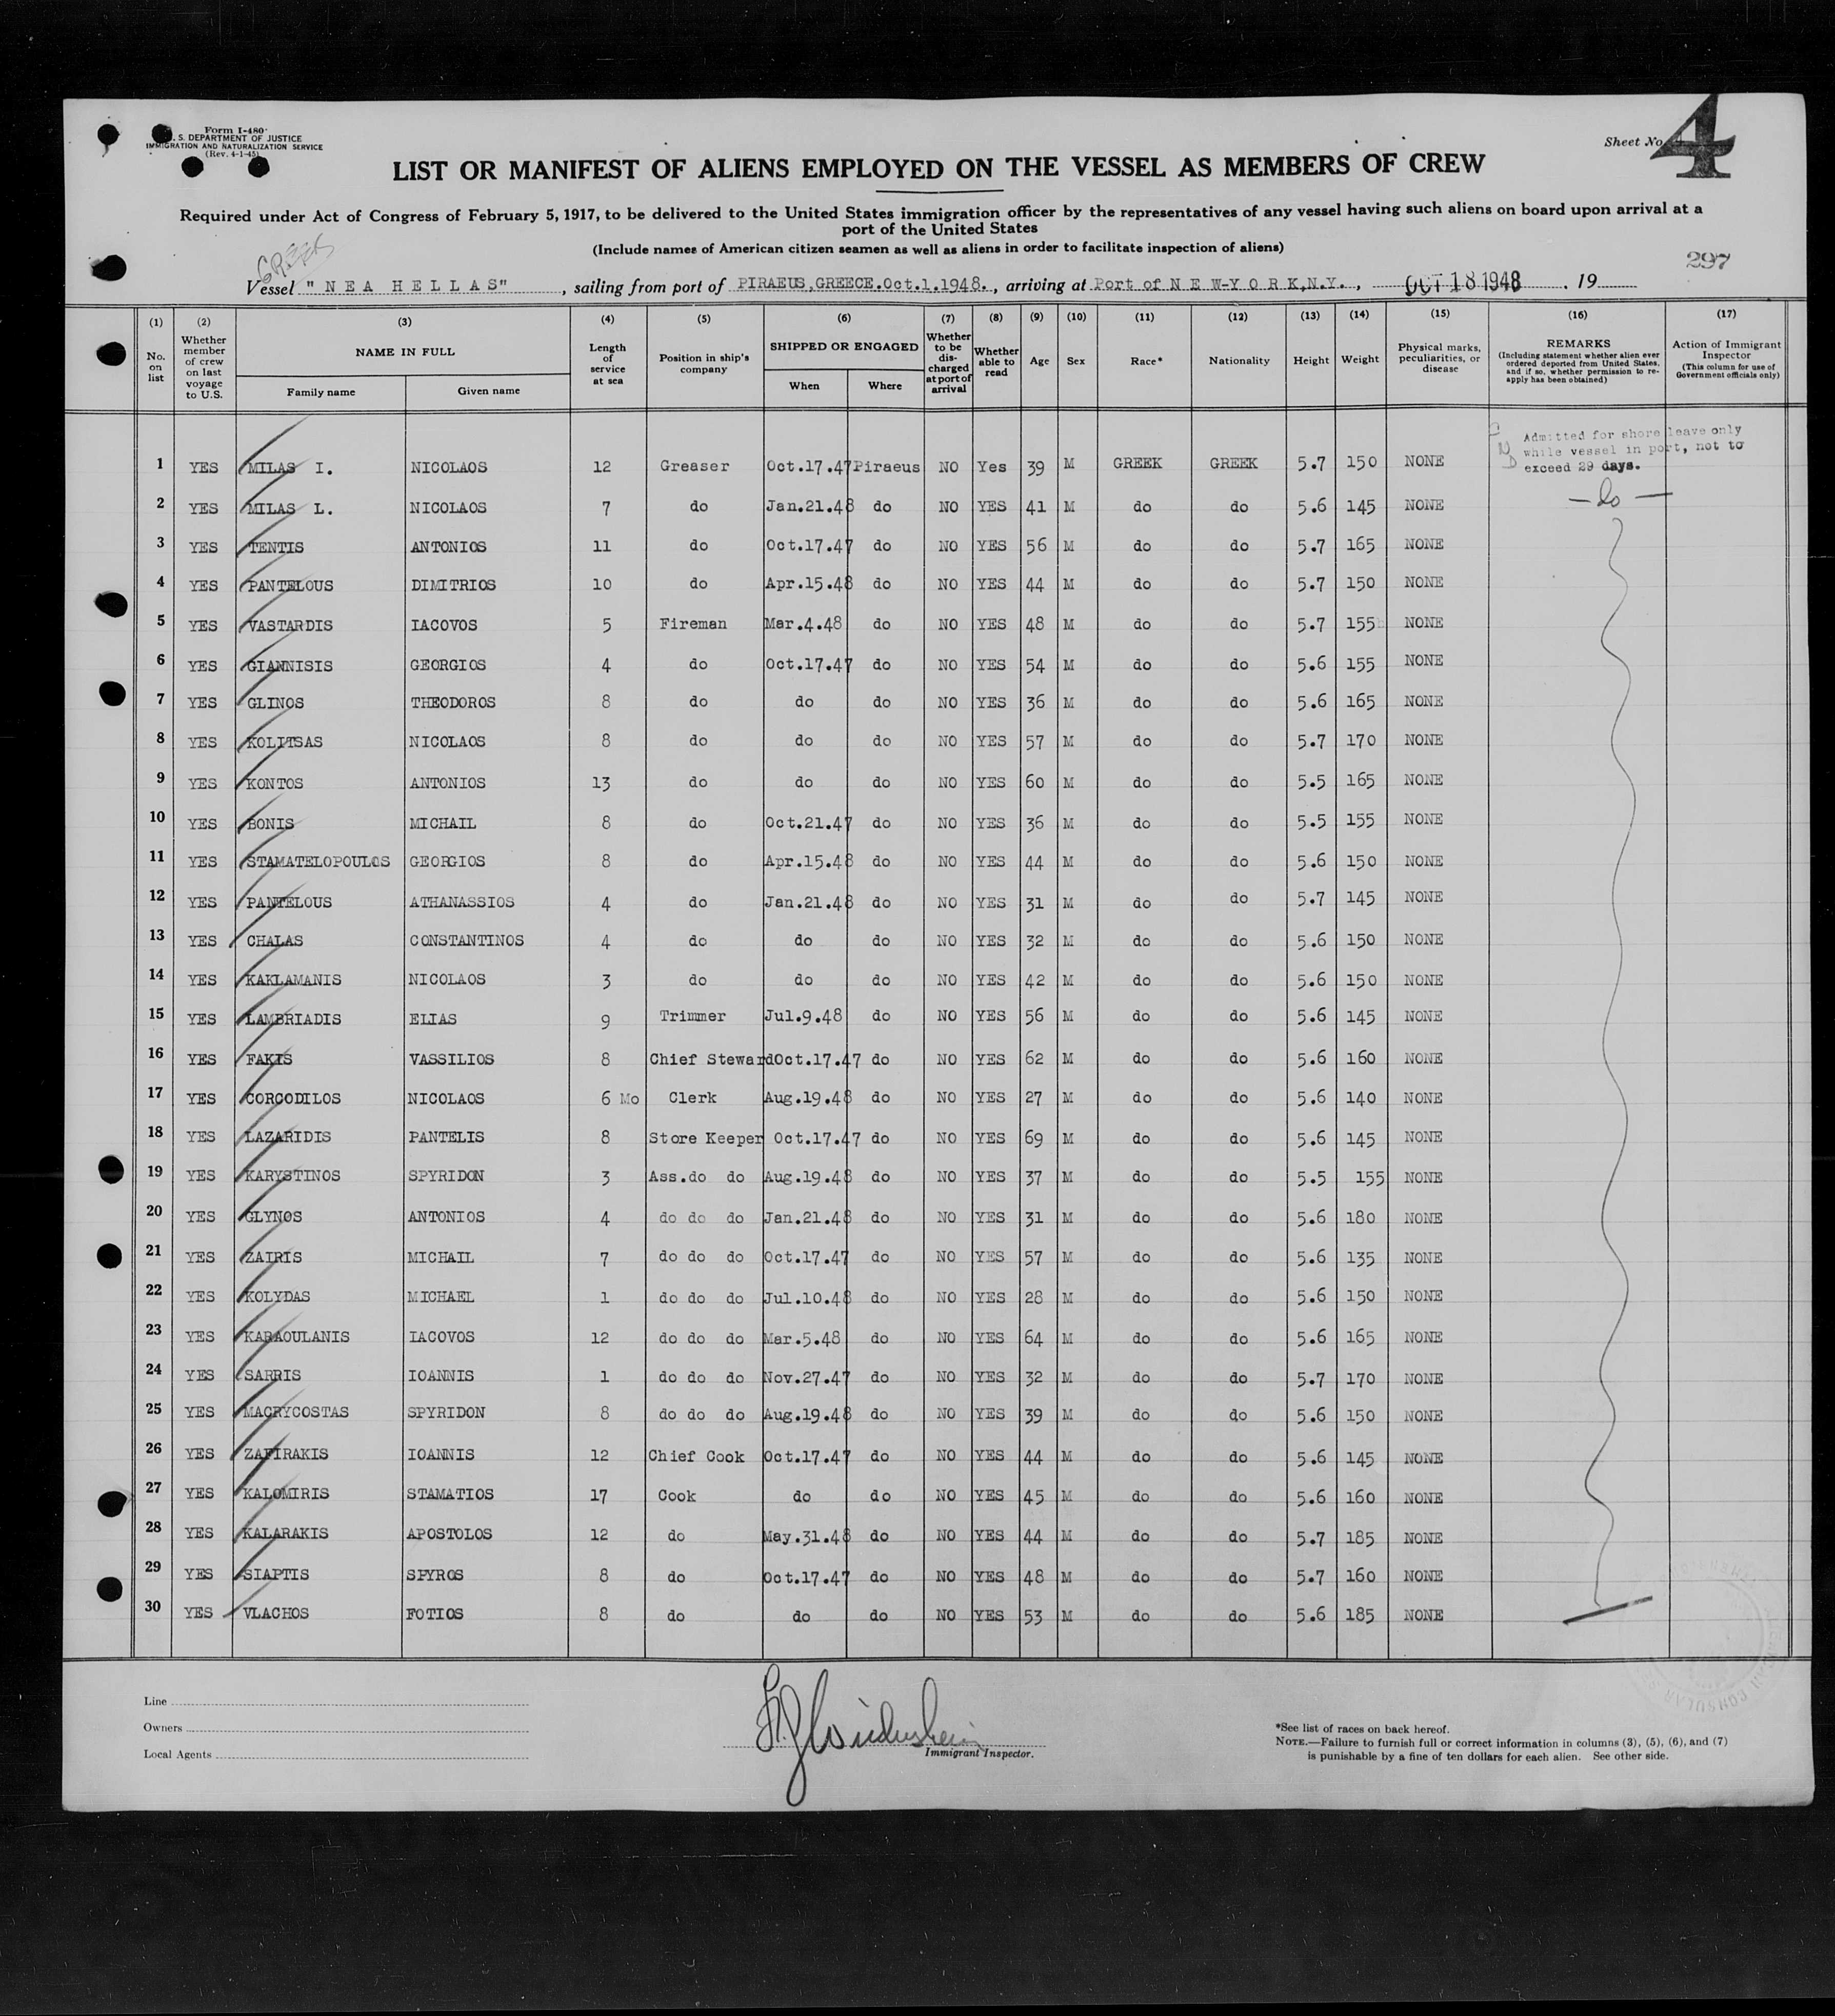 Form I-480
S. DEPARTMENT OF JUSTICE
IMMIGRATION AND NATURALIZATION SERVICE
(Rev. 4-1-45)
Sheet No. 4
LIST OR MANIFEST OF ALIENS EMPLOYED ON THE VESSEL AS MEMBERS OF CREW
Required under Act of Congress of February 5, 1917, to be delivered to the United States immigration officer by the representatives of any vessel having such aliens on board upon arrival at a
port of the United States
(Include names of American citizen seamen as well as aliens in order to facilitate inspection of aliens)
297
GREEK
Vessel "NEA HELLAS", sailing from port of PIRAEUS,GREECE.Oct.1.1948., arriving at Port of NEW-YORK,N.Y., OCT 18 1948, 19
(1) (2) (3) (4) (5) (6) (7) (8) (9) (10) (11) (12) (13) (14) (15) (16) (17)
No. on list | Whether member of crew on last voyage to U.S. | NAME IN FULL | Length of service at sea | Position in ship's company | SHIPPED OR ENGAGED | Whether to be discharged at port of arrival | Whether able to read | Age | Sex | Race* | Nationality | Height | Weight | Physical marks, peculiarities, or disease | REMARKS (Including statement whether alien ever ordered deported from United States, and if so, whether permission to reapply has been obtained) | Action of Immigrant Inspector (This column for use of Government officials only)
Family name | Given name | When | Where
Admitted for shore leave only
while vessel in port, not to
exceed 29 days.
1 YES MILAS I. NICOLAOS 12 Greaser Oct.17.47 Piraeus NO Yes 39 M GREEK GREEK 5.7 150 NONE
2 YES MILAS L. NICOLAOS 7 do Jan.21.48 do NO YES 41 M do do 5.6 145 NONE — do —
3 YES TENTIS ANTONIOS 11 do Oct.17.47 do NO YES 56 M do do 5.7 165 NONE
4 YES PANTELOUS DIMITRIOS 10 do Apr.15.48 do NO YES 44 M do do 5.7 150 NONE
5 YES VASTARDIS IACOVOS 5 Fireman Mar.4.48 do NO YES 48 M do do 5.7 155 NONE
6 YES GIANNISIS GEORGIOS 4 do Oct.17.47 do NO YES 54 M do do 5.6 155 NONE
7 YES GLINOS THEODOROS 8 do do do NO YES 36 M do do 5.6 165 NONE
8 YES KOLITSAS NICOLAOS 8 do do do NO YES 57 M do do 5.7 170 NONE
9 YES KONTOS ANTONIOS 13 do do do NO YES 60 M do do 5.5 165 NONE
10 YES BONIS MICHAIL 8 do Oct.21.47 do NO YES 36 M do do 5.5 155 NONE
11 YES STAMATELOPOULOS GEORGIOS 8 do Apr.15.48 do NO YES 44 M do do 5.6 150 NONE
12 YES PANTELOUS ATHANASSIOS 4 do Jan.21.48 do NO YES 31 M do do 5.7 145 NONE
13 YES CHALAS CONSTANTINOS 4 do do do NO YES 32 M do do 5.6 150 NONE
14 YES KAKLAMANIS NICOLAOS 3 do do do NO YES 42 M do do 5.6 150 NONE
15 YES LAMBRIADIS ELIAS 9 Trimmer Jul.9.48 do NO YES 56 M do do 5.6 145 NONE
16 YES FAKIS VASSILIOS 8 Chief Steward Oct.17.47 do NO YES 62 M do do 5.6 160 NONE
17 YES CORCODILOS NICOLAOS 6 Mo Clerk Aug.19.48 do NO YES 27 M do do 5.6 140 NONE
18 YES LAZARIDIS PANTELIS 8 Store Keeper Oct.17.47 do NO YES 69 M do do 5.6 145 NONE
19 YES KARYSTINOS SPYRIDON 3 Ass.do do Aug.19.48 do NO YES 37 M do do 5.5 155 NONE
20 YES GLYNOS ANTONIOS 4 do do do Jan.21.48 do NO YES 31 M do do 5.6 180 NONE
21 YES ZAIRIS MICHAIL 7 do do do Oct.17.47 do NO YES 57 M do do 5.6 135 NONE
22 YES KOLYDAS MICHAEL 1 do do do Jul.10.48 do NO YES 28 M do do 5.6 150 NONE
23 YES KARAOULANIS IACOVOS 12 do do do Mar.5.48 do NO YES 64 M do do 5.6 165 NONE
24 YES SARRIS IOANNIS 1 do do do Nov.27.47 do NO YES 32 M do do 5.7 170 NONE
25 YES MACRYCOSTAS SPYRIDON 8 do do do Aug.19.48 do NO YES 39 M do do 5.6 150 NONE
26 YES ZAFIRAKIS IOANNIS 12 Chief Cook Oct.17.47 do NO YES 44 M do do 5.6 145 NONE
27 YES KALOMIRIS STAMATIOS 17 Cook do do NO YES 45 M do do 5.6 160 NONE
28 YES KALARAKIS APOSTOLOS 12 do May.31.48 do NO YES 44 M do do 5.7 185 NONE
29 YES SIAPTIS SPYROS 8 do Oct.17.47 do NO YES 48 M do do 5.7 160 NONE
30 YES VLACHOS FOTIOS 8 do do do NO YES 53 M do do 5.6 185 NONE
Line
Owners
Local Agents
Immigrant Inspector.
*See list of races on back hereof.
NOTE.—Failure to furnish full or correct information in columns (3), (5), (6), and (7)
is punishable by a fine of ten dollars for each alien. See other side.